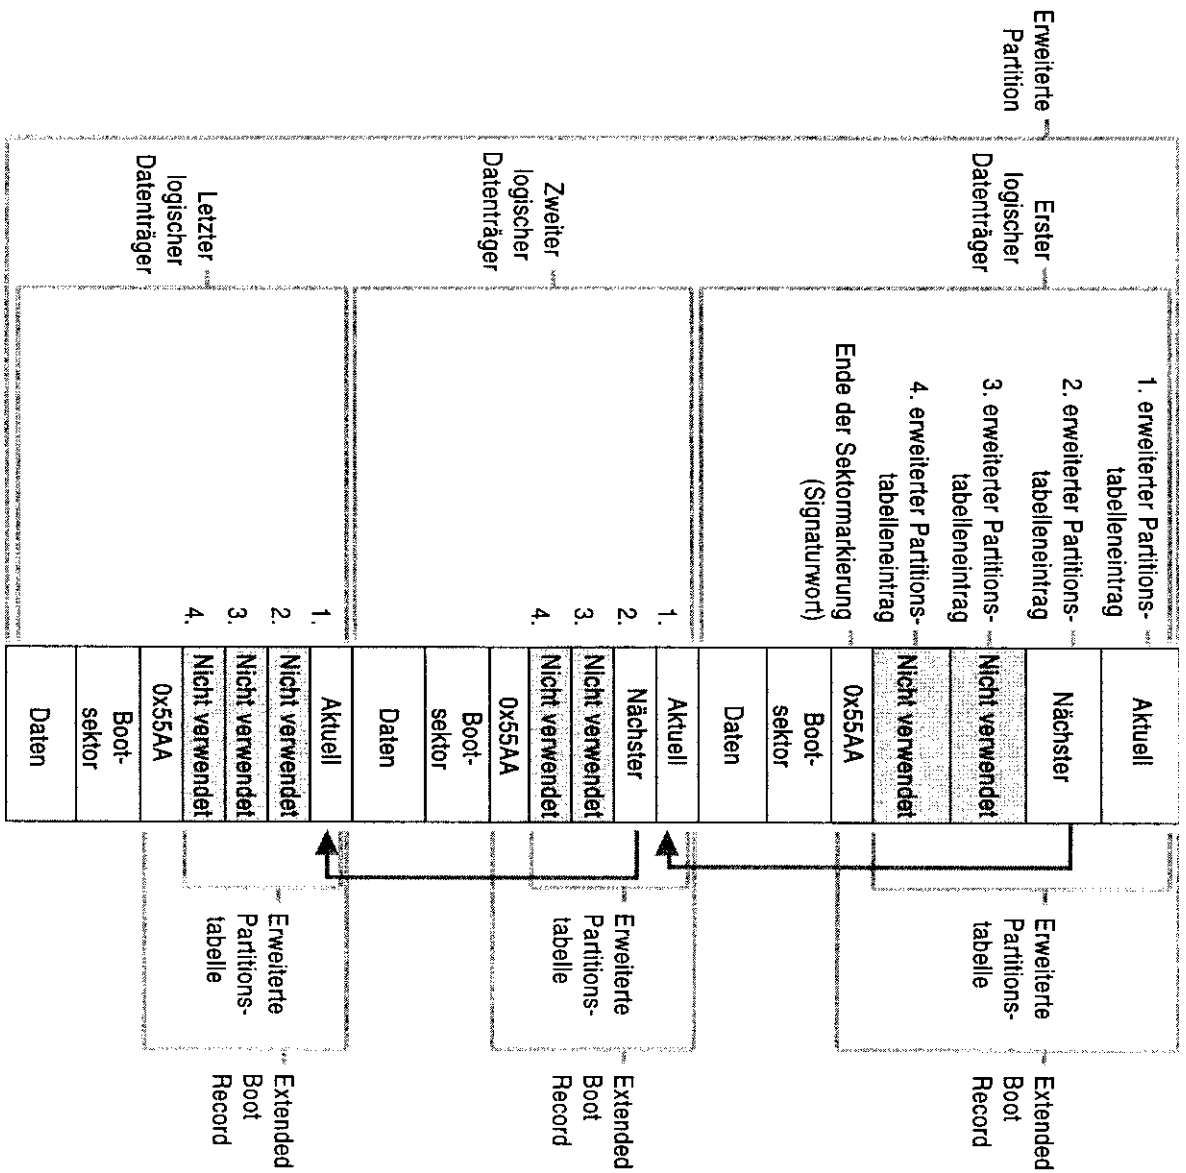 Erweiterte
Partition
Erster
logischer
Datenträger
1. erweiterter Partitions-
tabelleneintrag
2. erweiterter Partitions-
tabelleneintrag
3. erweiterter Partitions-
tabelleneintrag
4. erweiterter Partitions-
tabelleneintrag
Ende der Sektormarkierung
(Signaturwort)
Aktuell
Nächster
Nicht verwendet
Nicht verwendet
0x55AA
Boot-
sektor
Daten
Erweiterte
Partitions-
tabelle
Extended
Boot
Record
Zweiter
logischer
Datenträger
1.
2.
3.
4.
Aktuell
Nächster
Nicht verwendet
Nicht verwendet
0x55AA
Boot-
sektor
Daten
Erweiterte
Partitions-
tabelle
Extended
Boot
Record
Letzter
logischer
Datenträger
1.
2.
3.
4.
Aktuell
Nicht verwendet
Nicht verwendet
Nicht verwendet
0x55AA
Boot-
sektor
Daten
Erweiterte
Partitions-
tabelle
Extended
Boot
Record